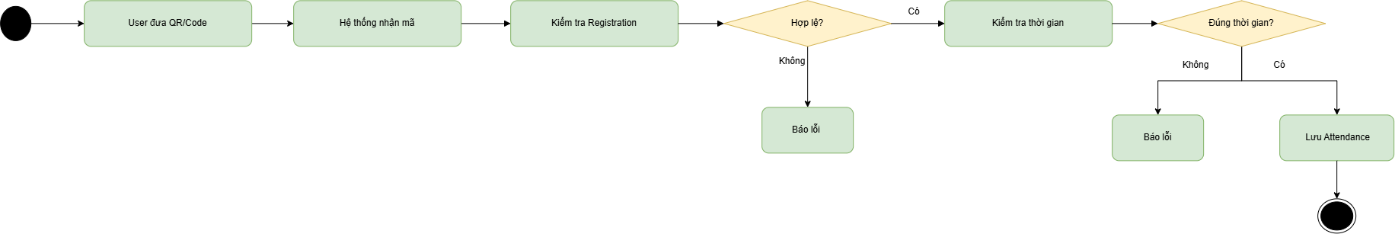 User đưa QR/Code
Hệ thống nhận mã
Kiểm tra Registration
Hợp lệ?
Có
Kiểm tra thời gian
Đúng thời gian?
Không
Báo lỗi
Không
Có
Báo lỗi
Lưu Attendance